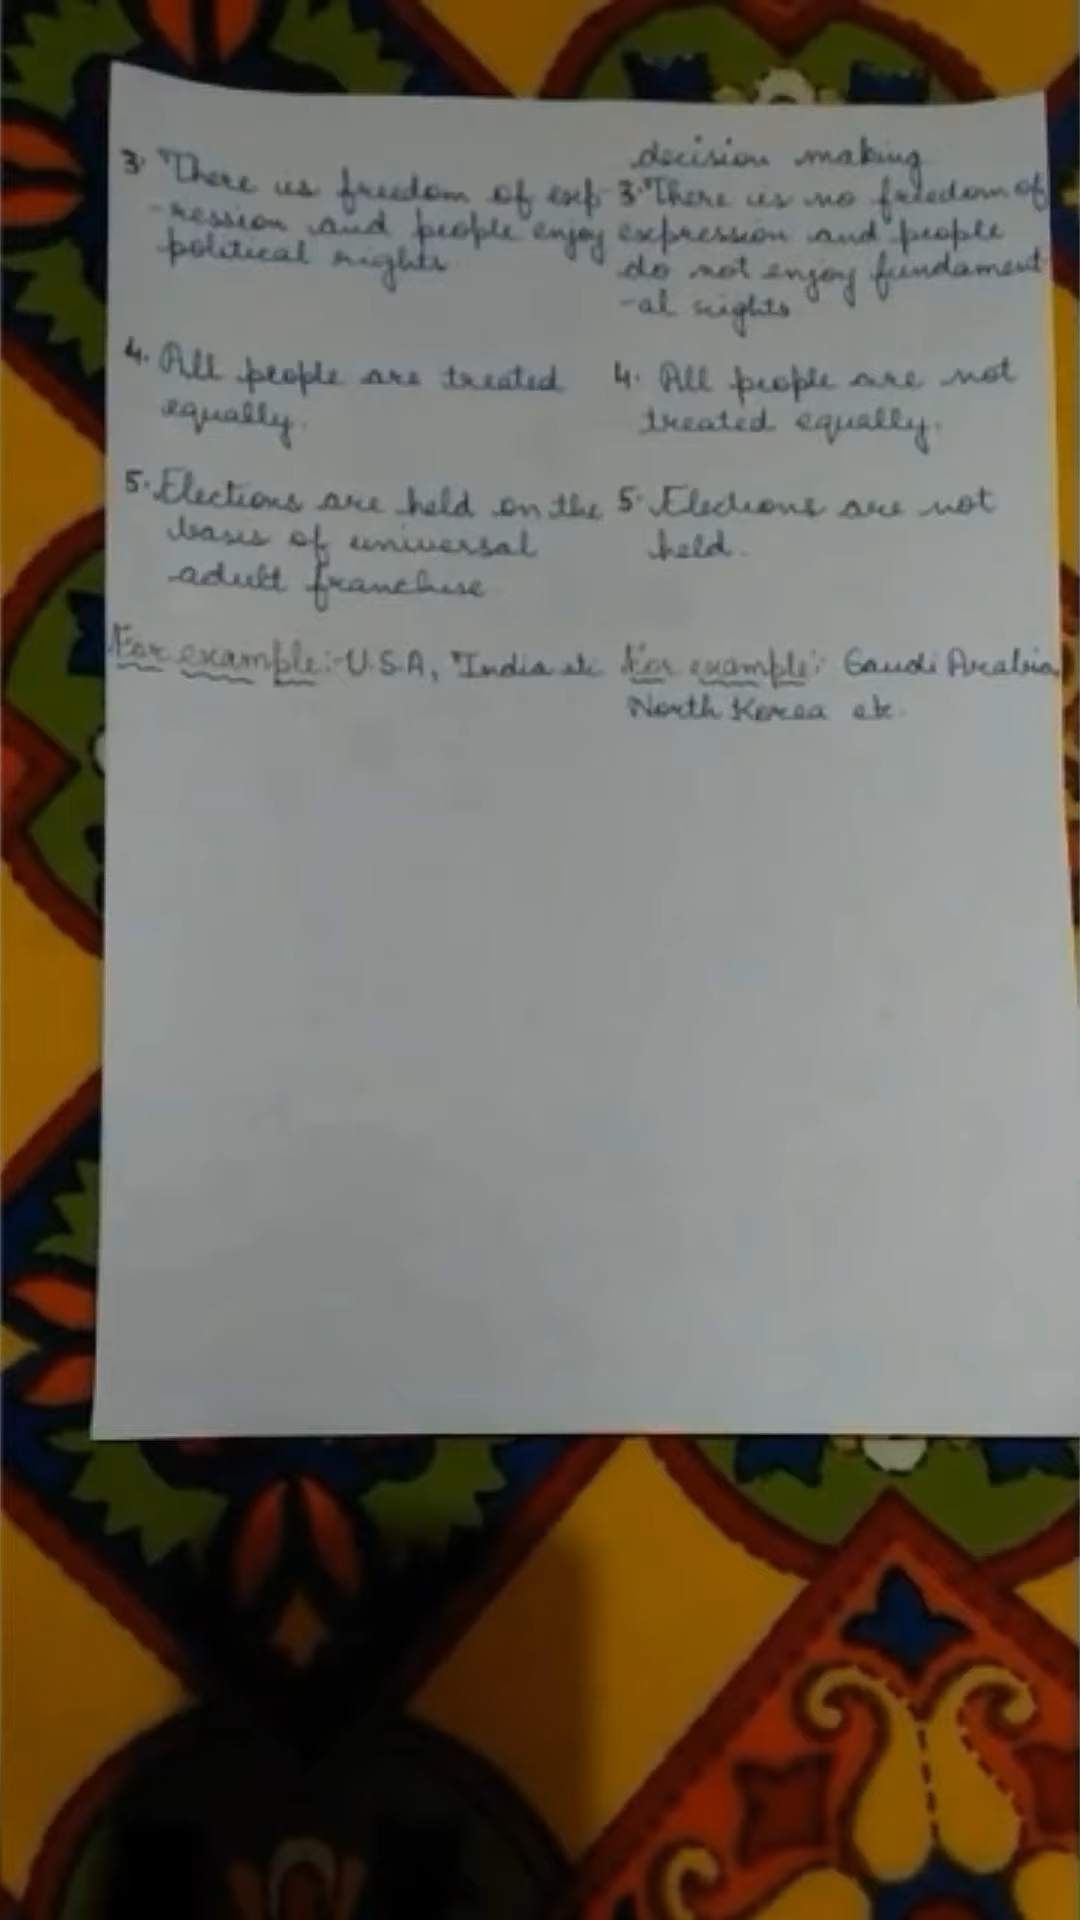 decision making
3. There is freedom of exp
-ression and people enjoy
political rights
3. There is no freedom of
expression and people
do not enjoy fundament
-al rights
4. All people are treated
equally.
4. All people are not
treated equally.
5. Elections are held on the
basis of universal
adult franchise
5. Elections are not
held.
For example:- U.S.A, India etc
For example:- Saudi Arabia,
North Korea etc.